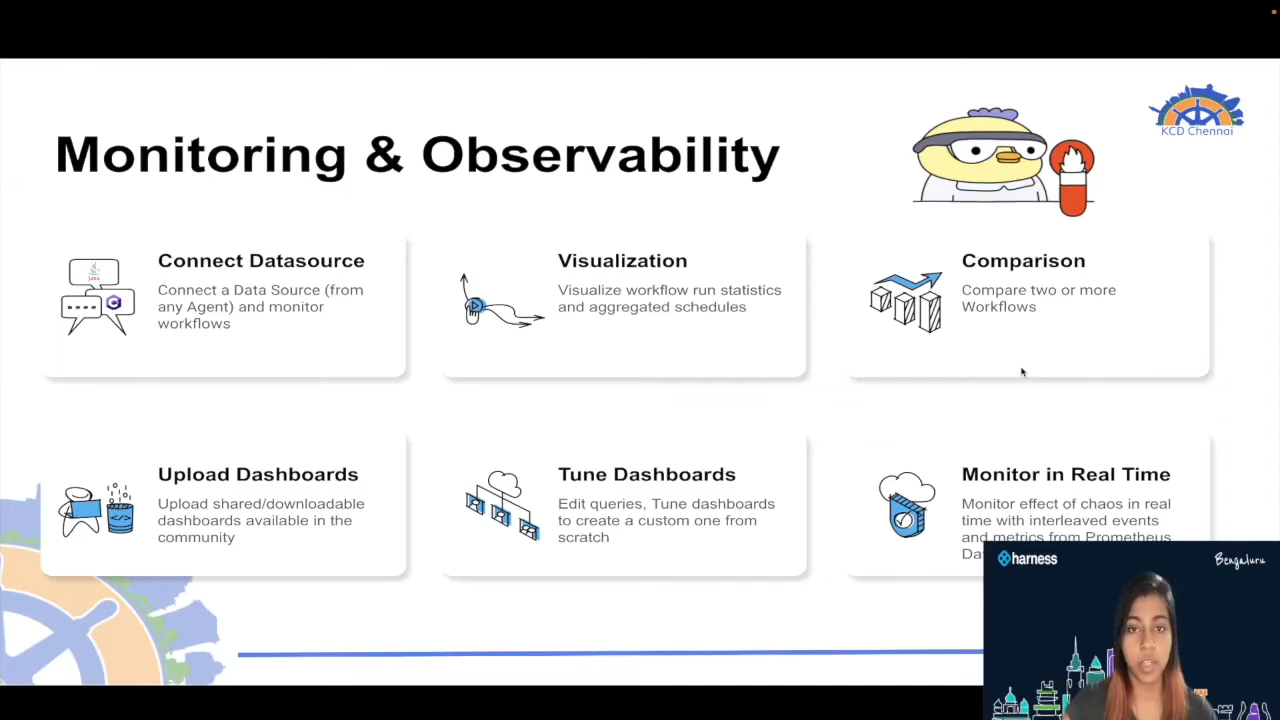 KCD Chennai
Monitoring & Observability
Connect Datasource
Connect a Data Source (from
any Agent) and monitor
workflows
Java
Visualization
Visualize workflow run statistics
and aggregated schedules
Comparison
Compare two or more
Workflows
Upload Dashboards
Upload shared/downloadable
dashboards available in the
community
</>
Tune Dashboards
Edit queries, Tune dashboards
to create a custom one from
scratch
Monitor in Real Time
Monitor effect of chaos in real
time with interleaved events
and metrics from Prometheus
harness
Bengaluru